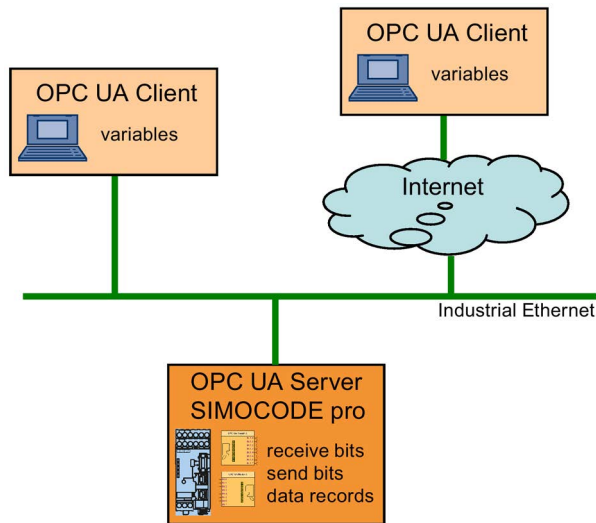 OPC UA Client
variables
OPC UA Client
variables
Internet
Industrial Ethernet
OPC UA Server
SIMOCODE pro
receive bits
send bits
data records